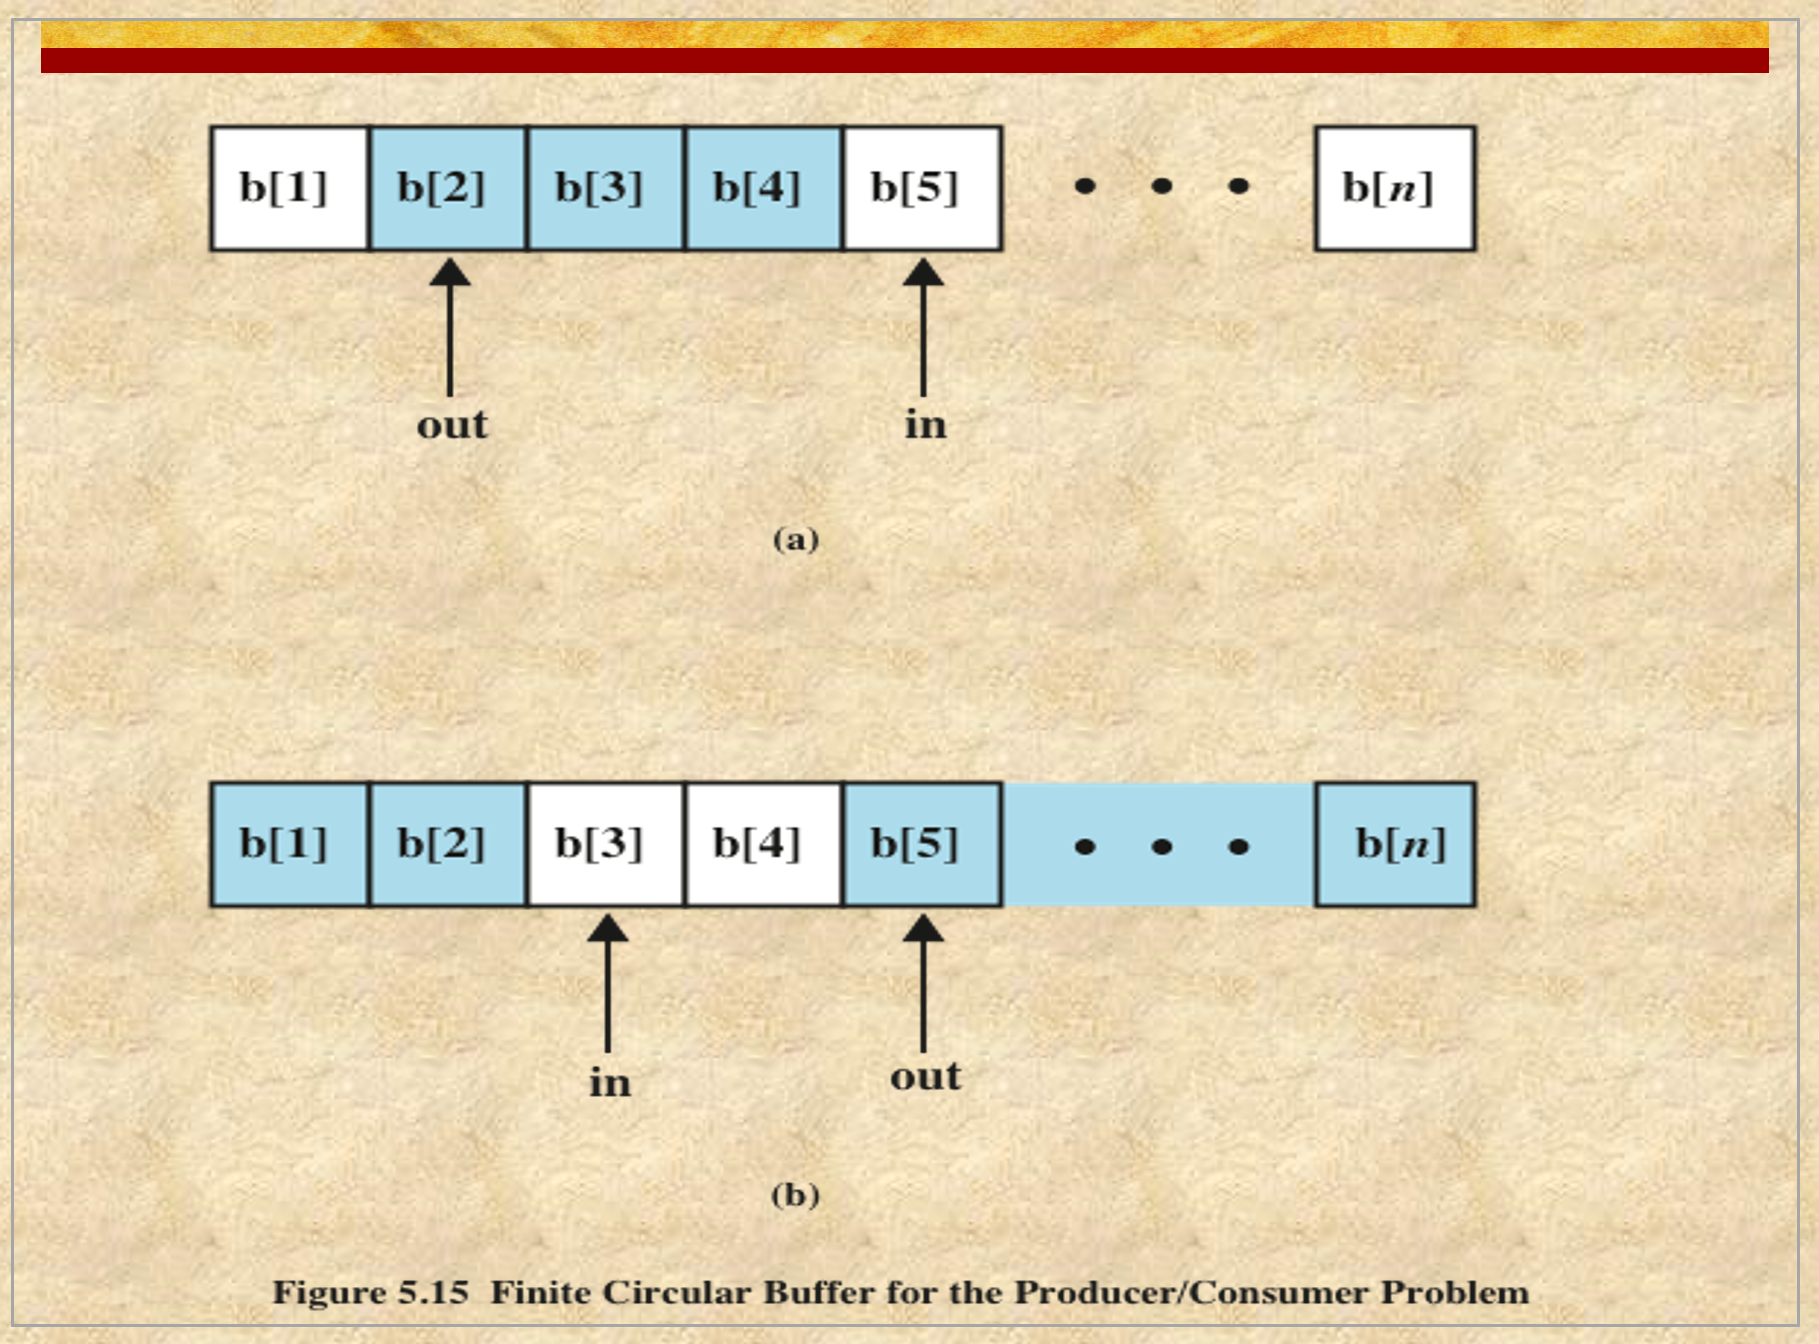 b[1] b[2] b[3] b[4] b[5] • • • b[n]
out in
(a)
b[1] b[2] b[3] b[4] b[5] • • • b[n]
in out
(b)
Figure 5.15 Finite Circular Buffer for the Producer/Consumer Problem